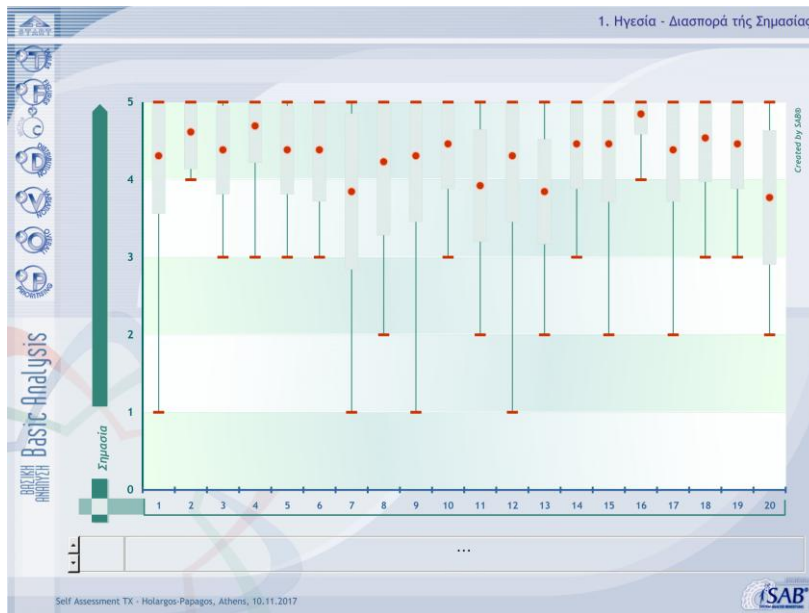 1. Ηγεσία - Διασπορά τής Σημασίας
START
Created by SAB®
5
4
3
2
1
0
Σημασία
1 2 3 4 5 6 7 8 9 10 11 12 13 14 15 16 17 18 19 20
ΒΑΣΙΚΗ
ΑΝΑΛΥΣΗ
Basic Analysis
...
Self Assessment TX - Holargos-Papagos, Athens, 10.11.2017
iSAB